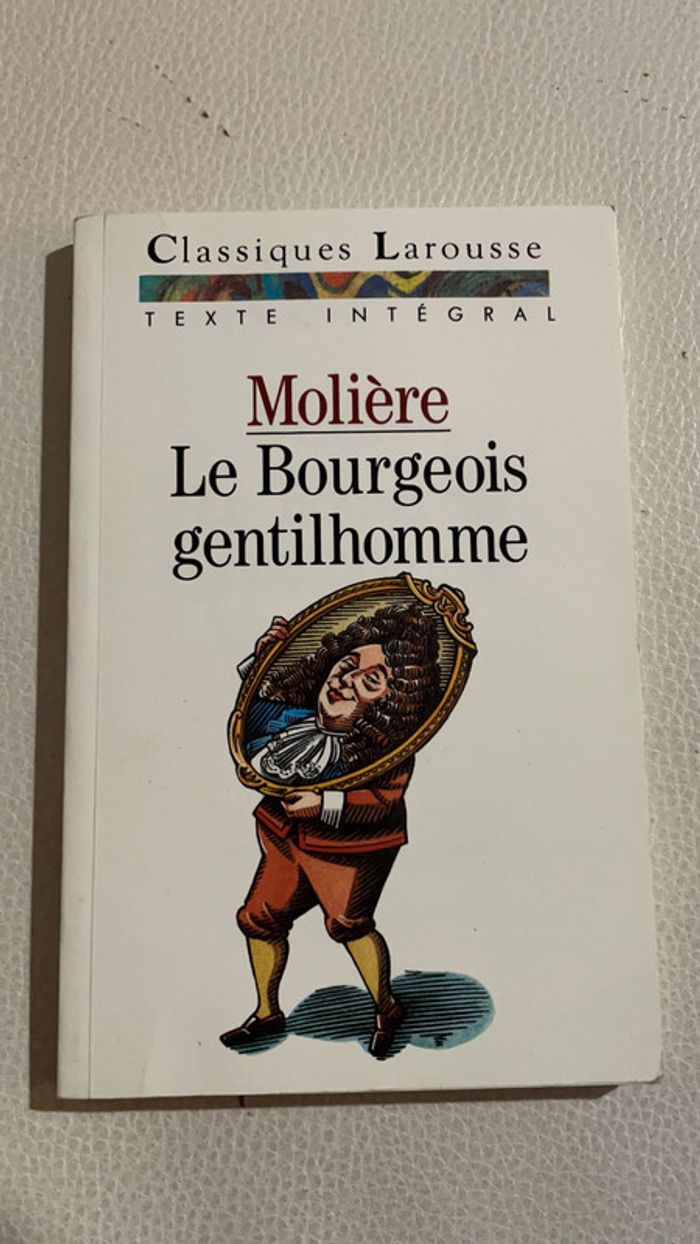 Classiques Larousse
TEXTE INTÉGRAL
Molière
Le Bourgeois
gentilhomme